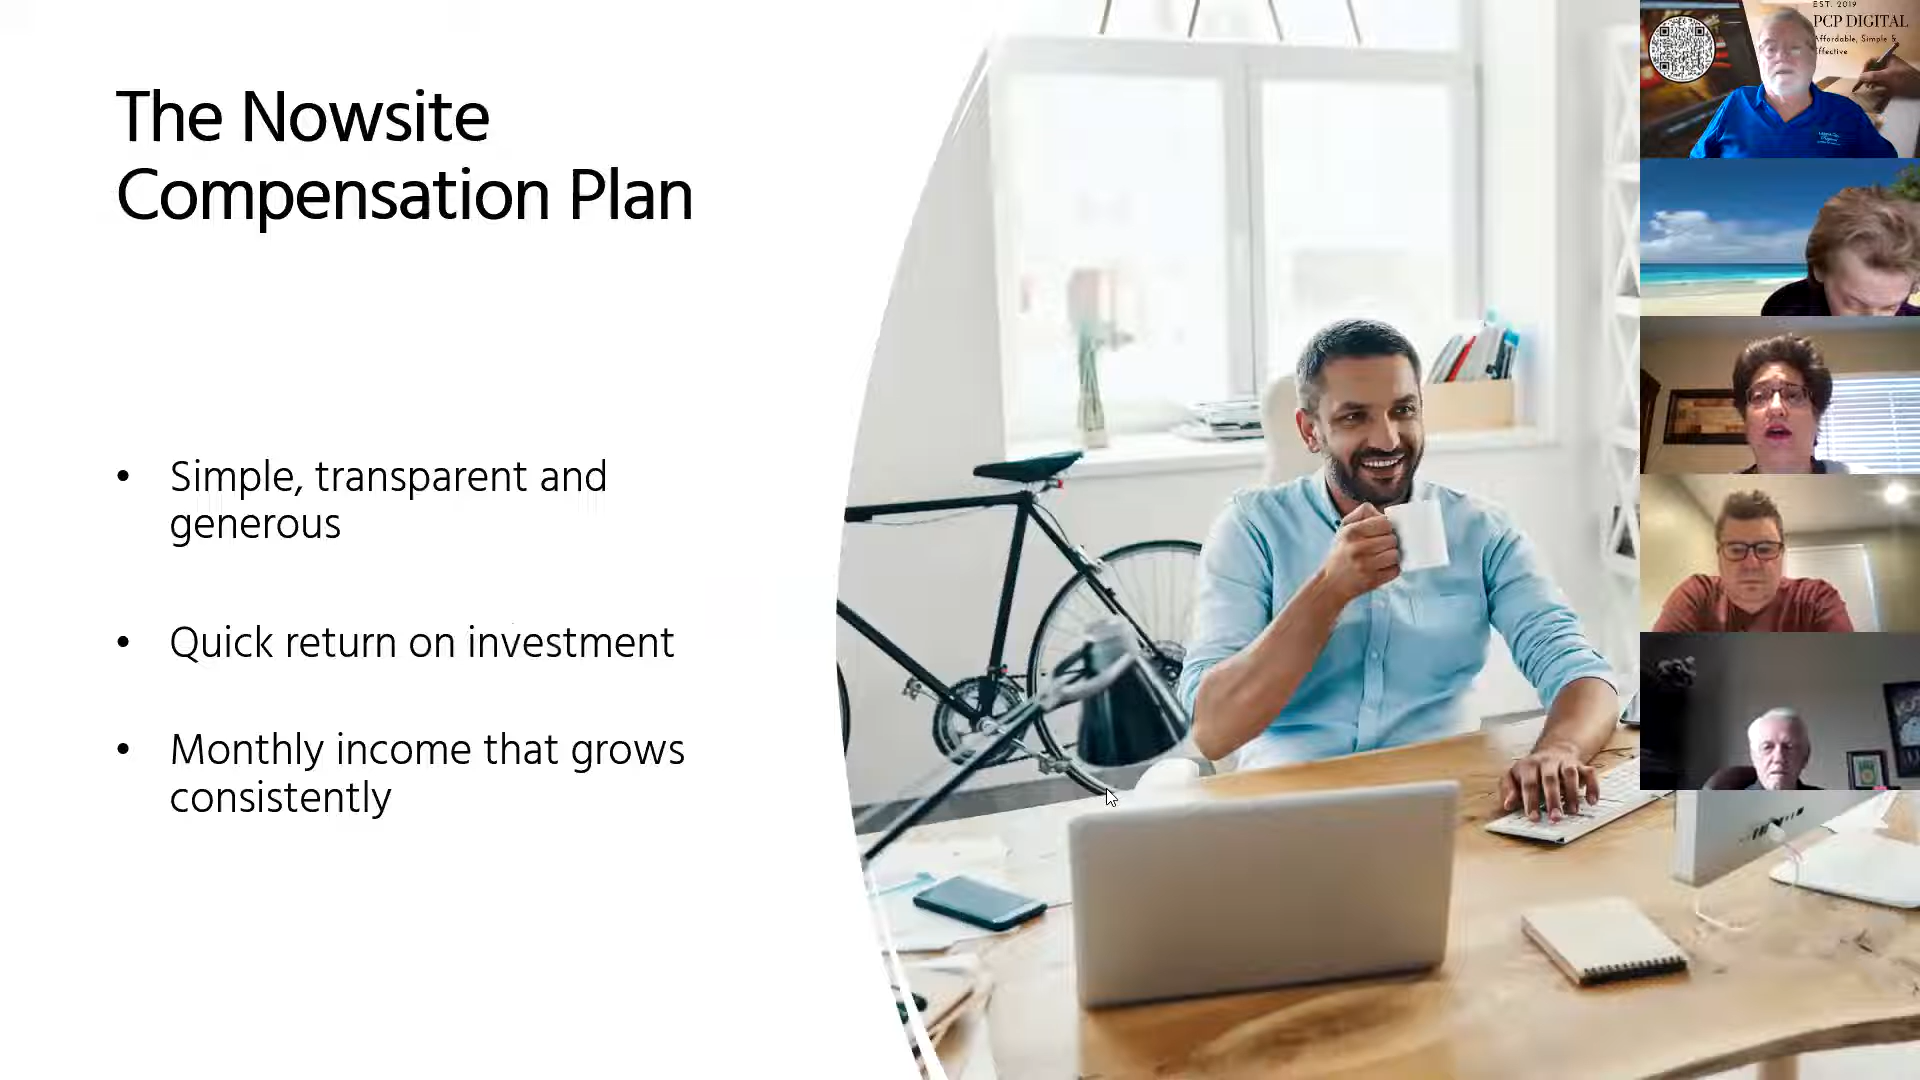 The Nowsite
Compensation Plan
• Simple, transparent and
generous
• Quick return on investment
• Monthly income that grows
consistently
EST. 2019
PCP DIGITAL
Affordable, Simple &
Effective